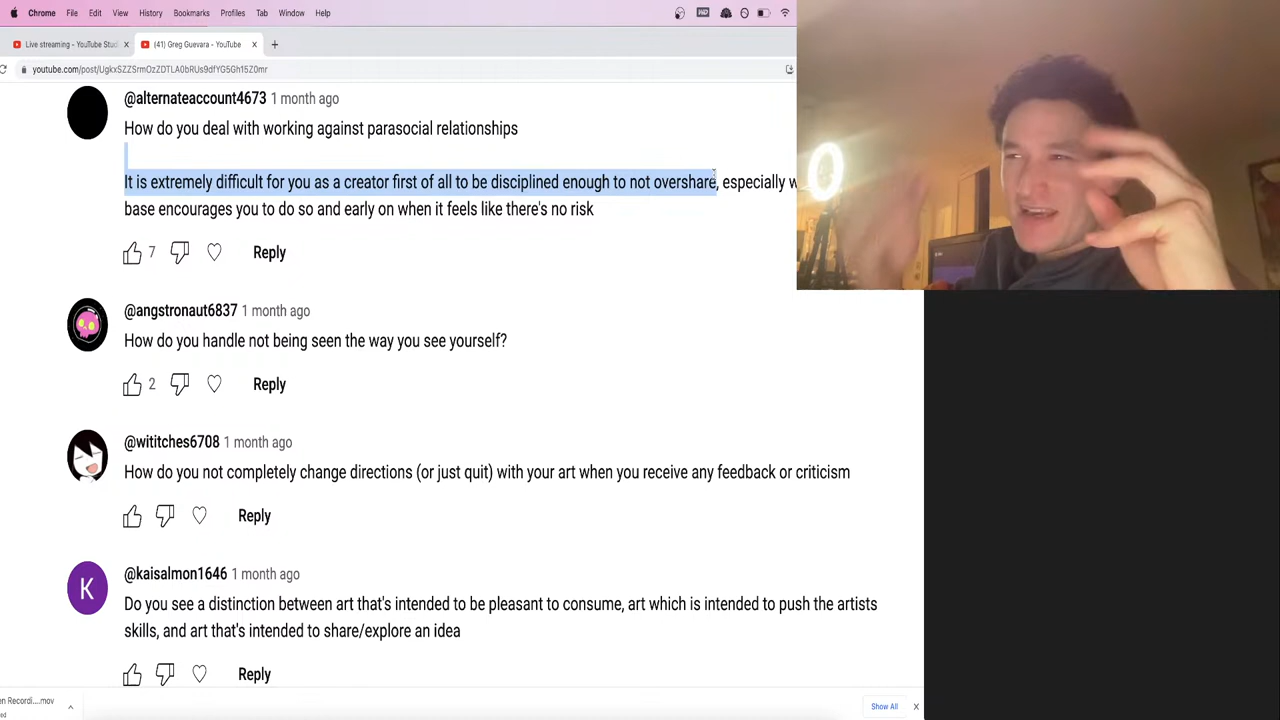 Chrome File Edit View History Bookmarks Profiles Tab Window Help
Live streaming - YouTube Stud × (41) Greg Guevara - YouTube × +
youtube.com/post/UgkxSZZSrmOzZDTLA0bRUs9dfYG5Gh15Z0mr
@alternateaccount4673 1 month ago
How do you deal with working against parasocial relationships
It is extremely difficult for you as a creator first of all to be disciplined enough to not overshare, especially w
base encourages you to do so and early on when it feels like there's no risk
7 Reply
@angstronaut6837 1 month ago
How do you handle not being seen the way you see yourself?
2 Reply
@wititches6708 1 month ago
How do you not completely change directions (or just quit) with your art when you receive any feedback or criticism
Reply
K
@kaisalmon1646 1 month ago
Do you see a distinction between art that's intended to be pleasant to consume, art which is intended to push the artists
skills, and art that's intended to share/explore an idea
Reply
en Recordi....mov
Show All